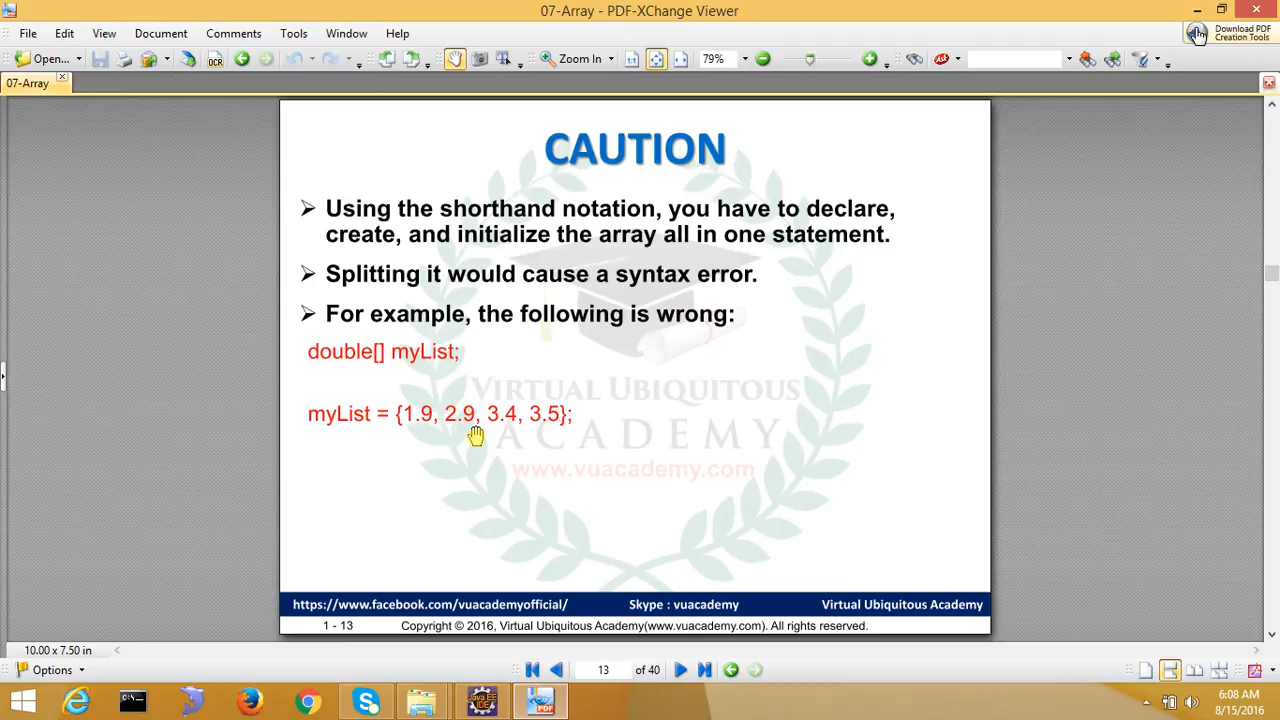 07-Array - PDF-XChange Viewer
File Edit View Document Comments Tools Window Help
Download PDF
Creation Tools
Open...
OCR
Zoom In
79%
07-Array
CAUTION
Using the shorthand notation, you have to declare,
create, and initialize the array all in one statement.
Splitting it would cause a syntax error.
For example, the following is wrong:
double[] myList;
VIRTUAL UBIQUITOUS
myList = {1.9, 2.9, 3.4, 3.5};
ACADEMY
www.vuacademy.com
https://www.facebook.com/vuacademyofficial/ Skype : vuacademy Virtual Ubiquitous Academy
1 - 13 Copyright © 2016, Virtual Ubiquitous Academy(www.vuacademy.com). All rights reserved.
10.00 x 7.50 in
Options 13 of 40
Java EE
IDE
PDF
6:08 AM
8/15/2016